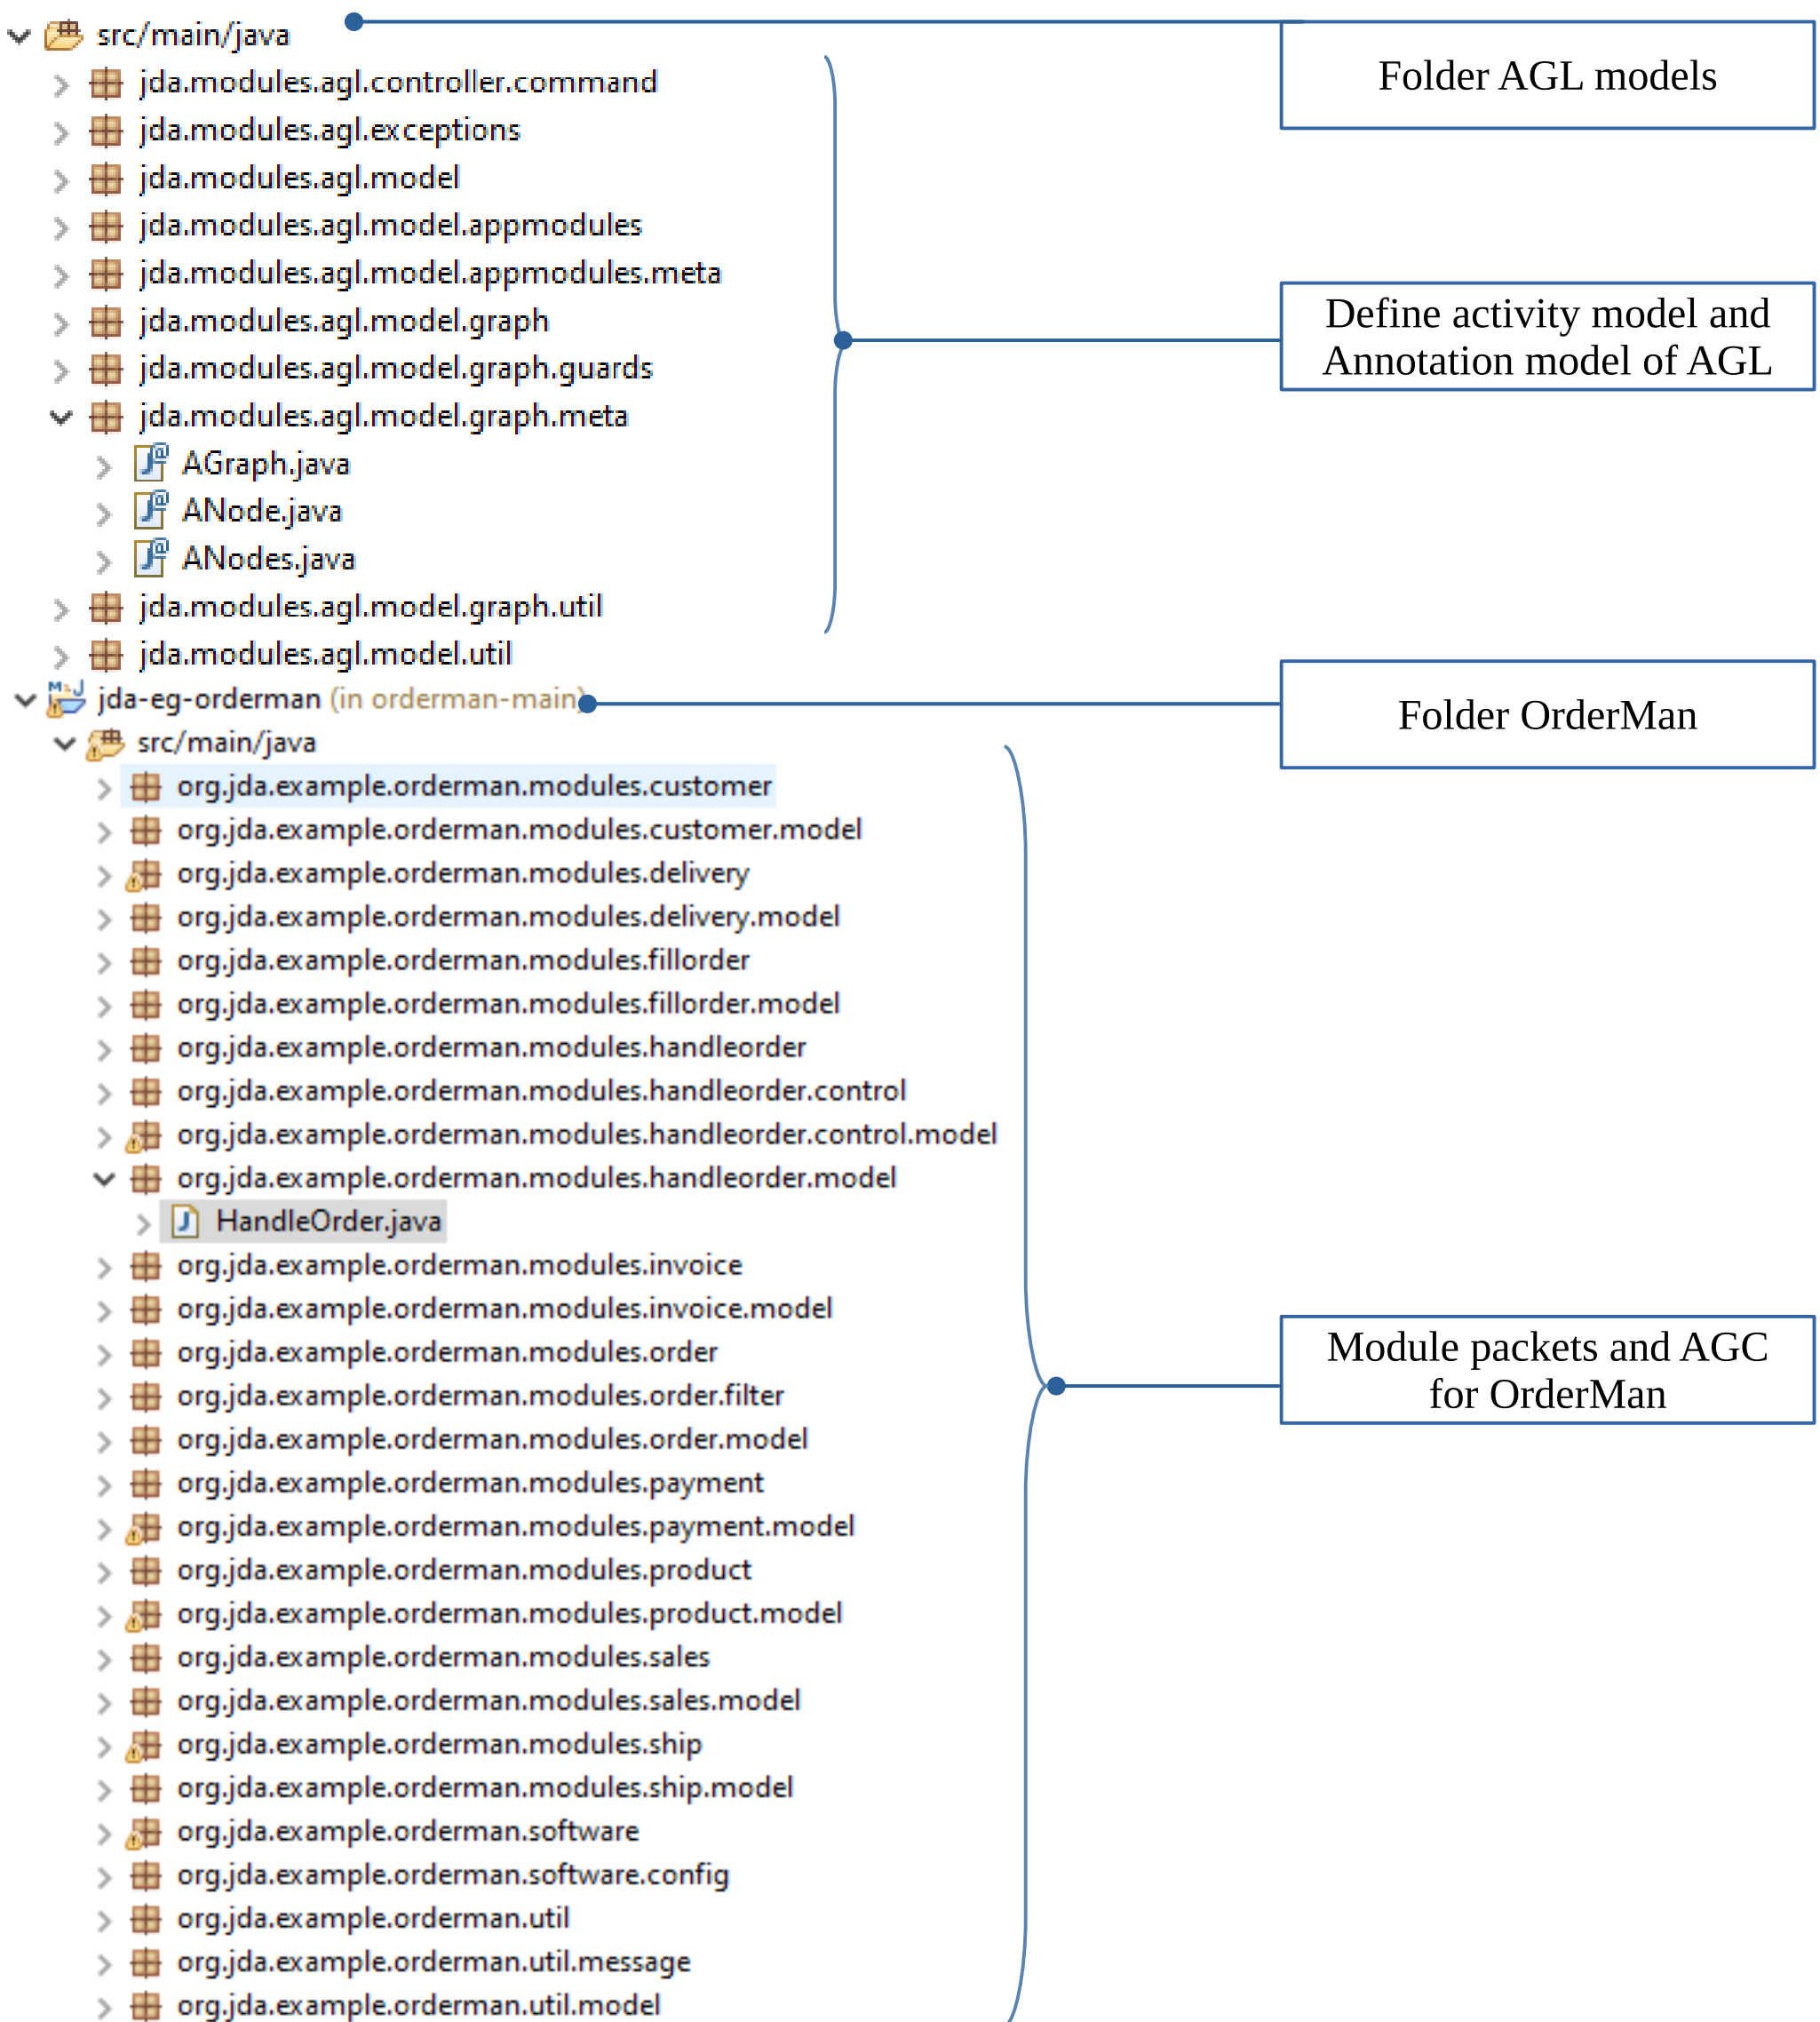 src/main/java
jda.modules.agl.controller.command
jda.modules.agl.exceptions
jda.modules.agl.model
jda.modules.agl.model.appmodules
jda.modules.agl.model.appmodules.meta
jda.modules.agl.model.graph
jda.modules.agl.model.graph.guards
jda.modules.agl.model.graph.meta
AGraph.java
ANode.java
ANodes.java
jda.modules.agl.model.graph.util
jda.modules.agl.model.util
jda-eg-orderman (in orderman-main)
src/main/java
org.jda.example.orderman.modules.customer
org.jda.example.orderman.modules.customer.model
org.jda.example.orderman.modules.delivery
org.jda.example.orderman.modules.delivery.model
org.jda.example.orderman.modules.fillorder
org.jda.example.orderman.modules.fillorder.model
org.jda.example.orderman.modules.handleorder
org.jda.example.orderman.modules.handleorder.control
org.jda.example.orderman.modules.handleorder.control.model
org.jda.example.orderman.modules.handleorder.model
HandleOrder.java
org.jda.example.orderman.modules.invoice
org.jda.example.orderman.modules.invoice.model
org.jda.example.orderman.modules.order
org.jda.example.orderman.modules.order.filter
org.jda.example.orderman.modules.order.model
org.jda.example.orderman.modules.payment
org.jda.example.orderman.modules.payment.model
org.jda.example.orderman.modules.product
org.jda.example.orderman.modules.product.model
org.jda.example.orderman.modules.sales
org.jda.example.orderman.modules.sales.model
org.jda.example.orderman.modules.ship
org.jda.example.orderman.modules.ship.model
org.jda.example.orderman.software
org.jda.example.orderman.software.config
org.jda.example.orderman.util
org.jda.example.orderman.util.message
org.jda.example.orderman.util.model
Folder AGL models
Define activity model and
Annotation model of AGL
Folder OrderMan
Module packets and AGC
for OrderMan